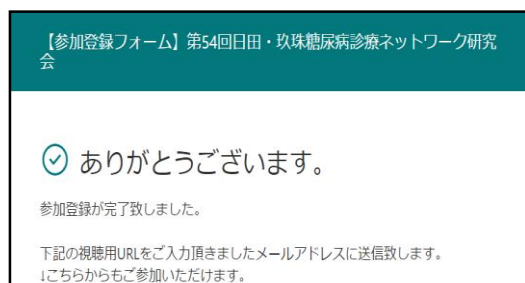 【参加登録フォーム】第54回日田・玖珠糖尿病診療ネットワーク研究
会
ありがとうございます。
参加登録が完了致しました。
下記の視聴用URLをご入力頂きましたメールアドレスに送信致します。
↓こちらからもご参加いただけます。